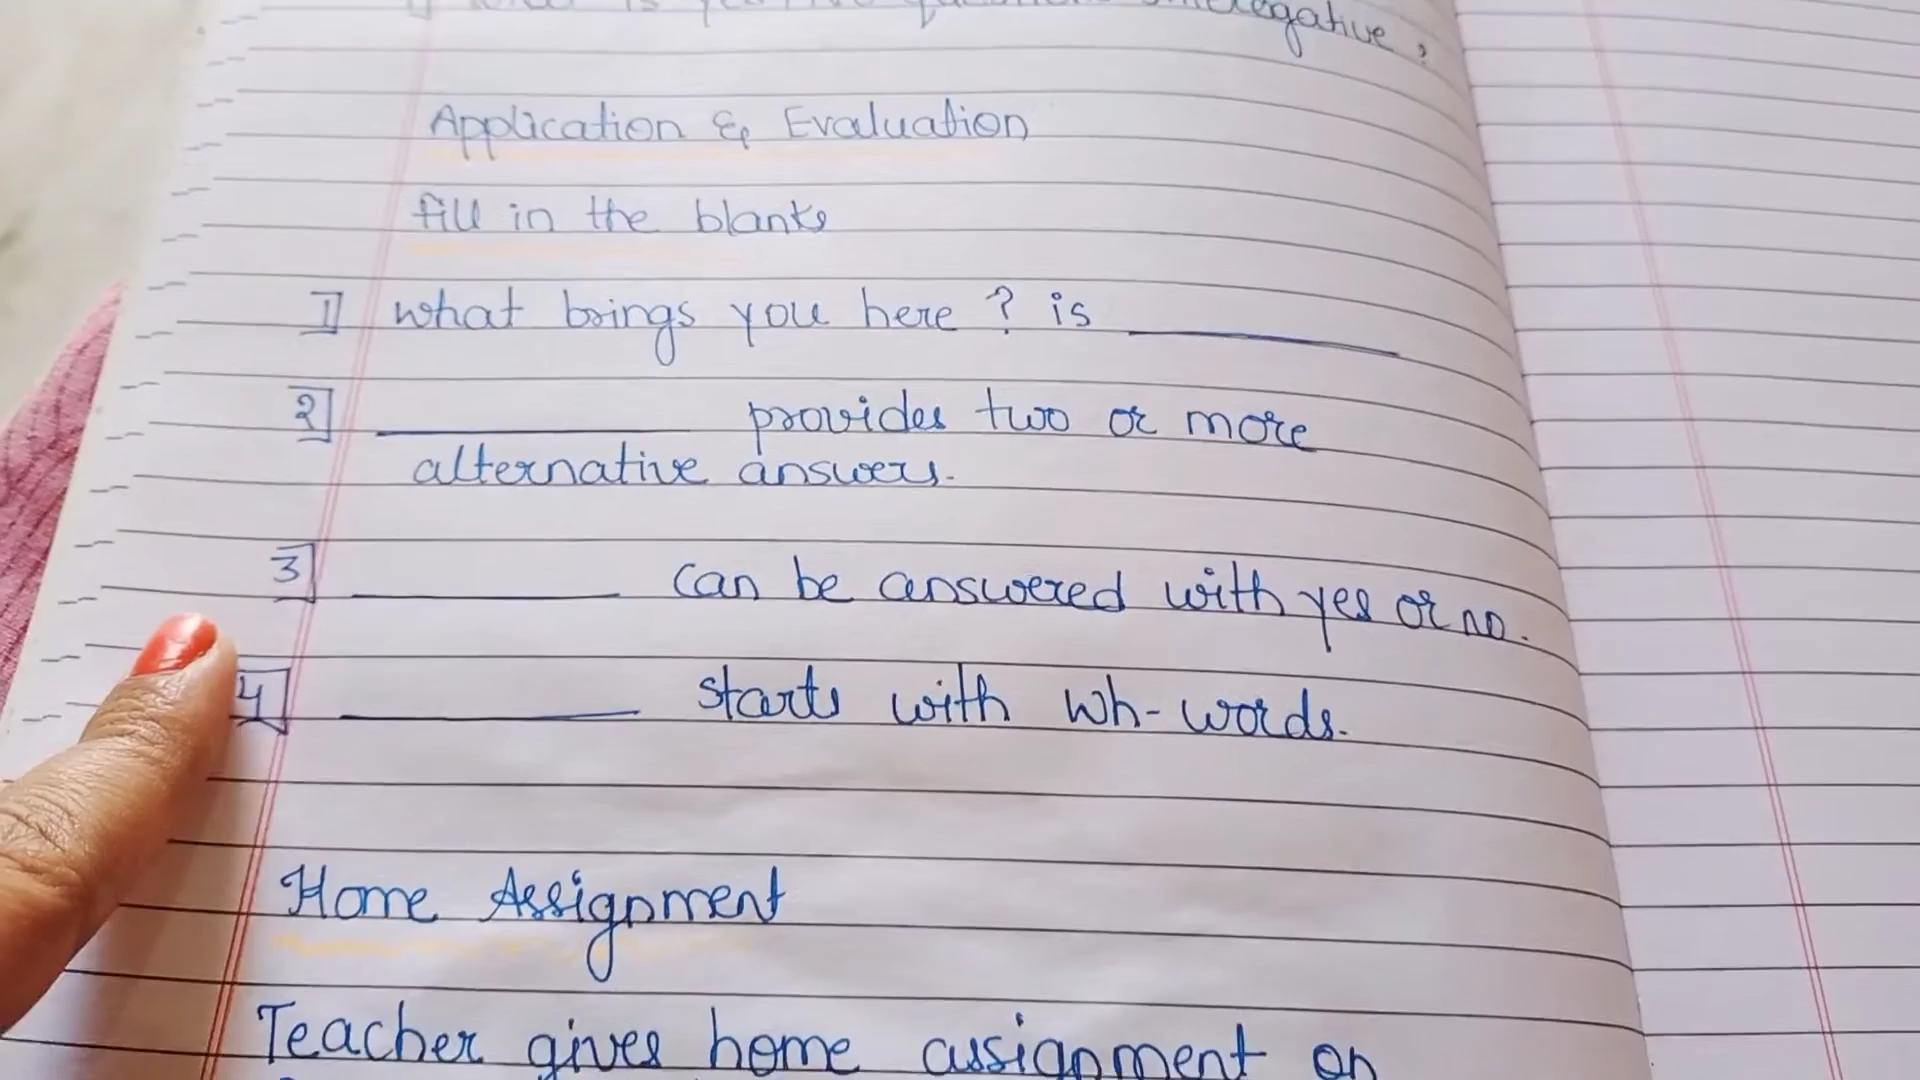 is
Application & Evaluation
fill in the blanks
1] what brings you here ? is ________
2] ________ provides two or more
alternative answers.
3] ________ can be answered with yes or no.
4] ________ starts with wh- words.
Home Assignment
Teacher gives home assignment on